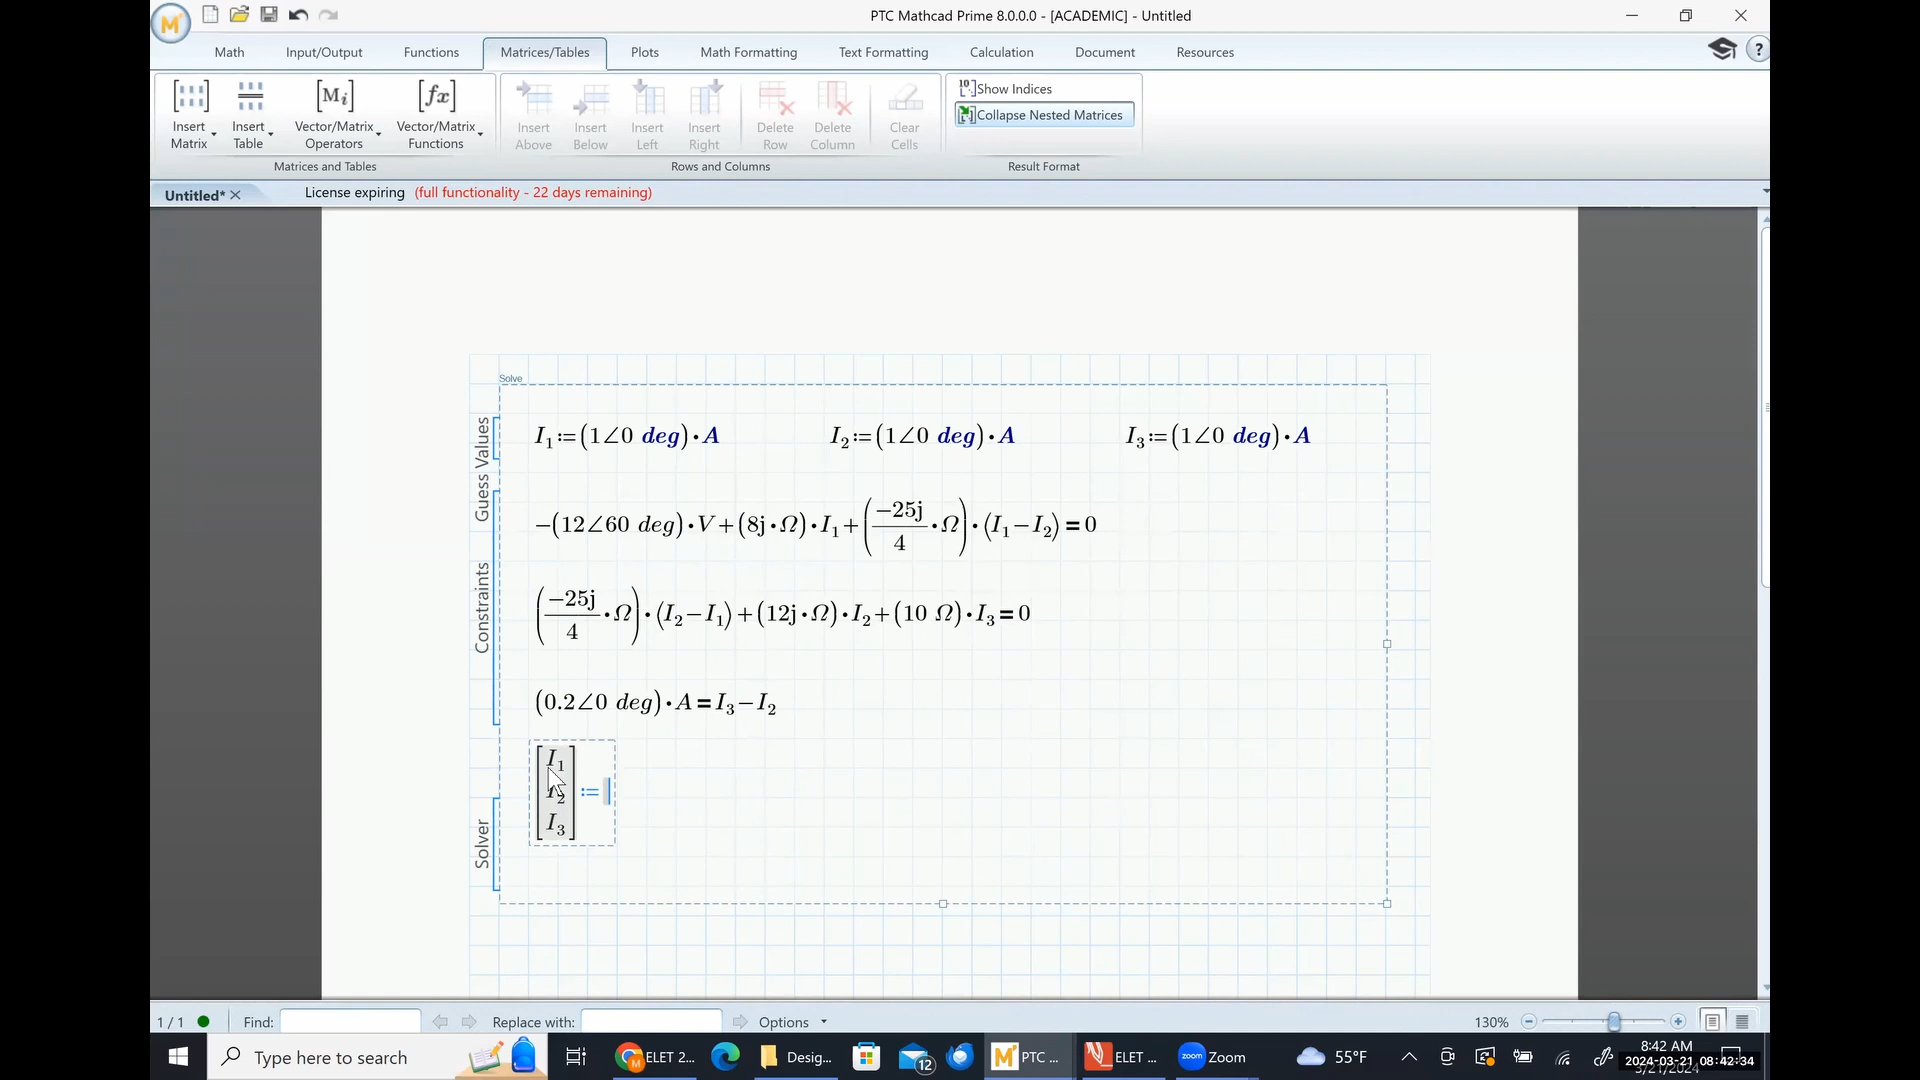 PTC Mathcad Prime 8.0.0.0 - [ACADEMIC] - Untitled
Math Input/Output Functions Matrices/Tables Plots Math Formatting Text Formatting Calculation Document Resources
Insert Matrix
Insert Table
Vector/Matrix Operators
Vector/Matrix Functions
Insert Above
Insert Below
Insert Left
Insert Right
Delete Row
Delete Column
Clear Cells
Show Indices
Collapse Nested Matrices
Matrices and Tables
Rows and Columns
Result Format
Untitled*
License expiring (full functionality - 22 days remaining)
Solve
Guess Values
I₁:=(1∠0 deg)·A I₂:=(1∠0 deg)·A I₃:=(1∠0 deg)·A
Constraints
−(12∠60 deg)·V+(8j·Ω)·I₁+(−25j/4·Ω)·(I₁−I₂)=0
(−25j/4·Ω)·(I₂−I₁)+(12j·Ω)·I₂+(10 Ω)·I₃=0
(0.2∠0 deg)·A=I₃−I₂
Solver
[I₁
I₂ :=
I₃]
1 / 1 Find: Replace with: Options 130%
Type here to search
ELET 2...
Desig...
12
PTC ...
ELET ...
zoom Zoom
55°F
8:42 AM
2024-03-21, 08:42:34